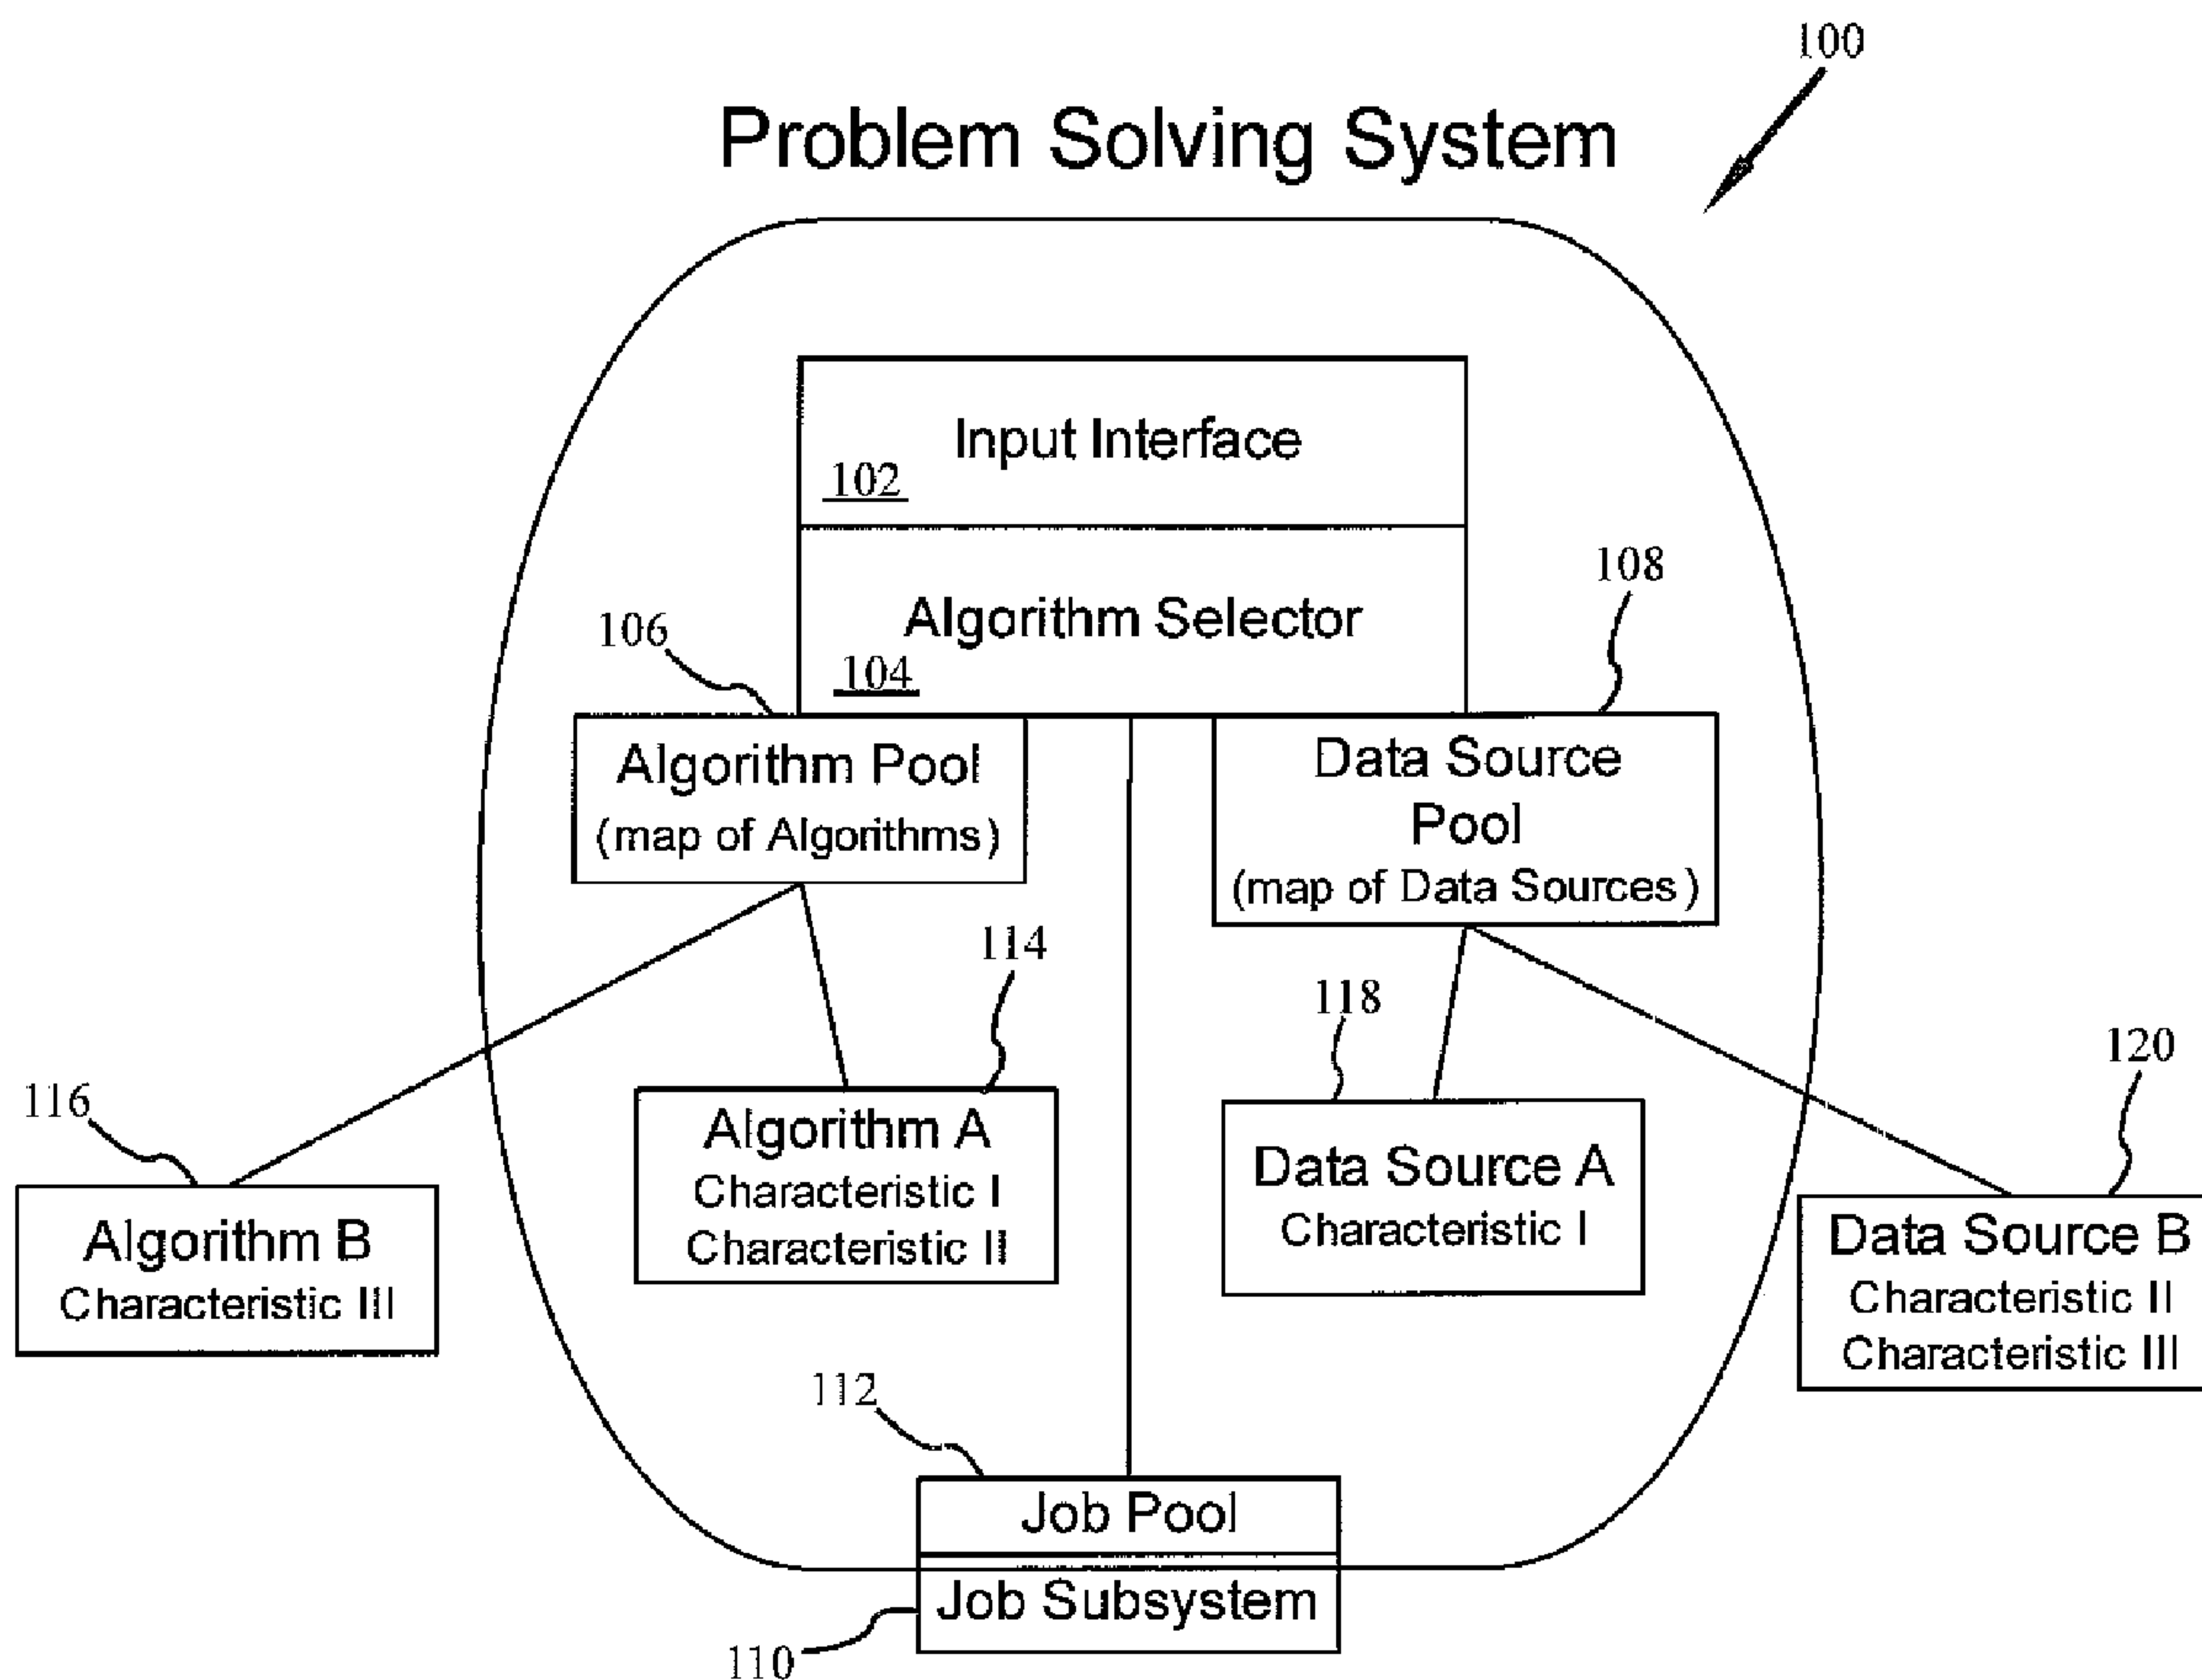 100
Problem Solving System
Input Interface
102
Algorithm Selector
104
106
108
Algorithm Pool
(map of Algorithms)
Data Source
Pool
(map of Data Sources)
114
118
120
116
Algorithm A
Characteristic I
Characteristic II
Data Source A
Characteristic I
Algorithm B
Characteristic III
Data Source B
Characteristic II
Characteristic III
112
Job Pool
Job Subsystem
110